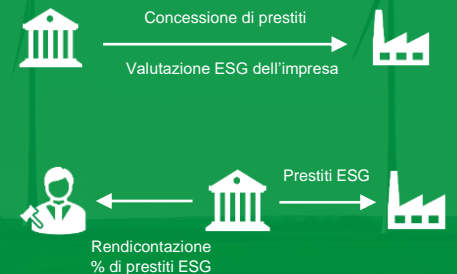 Concessione di prestiti
Valutazione ESG dell'impresa
Prestiti ESG
Rendicontazione
% di prestiti ESG